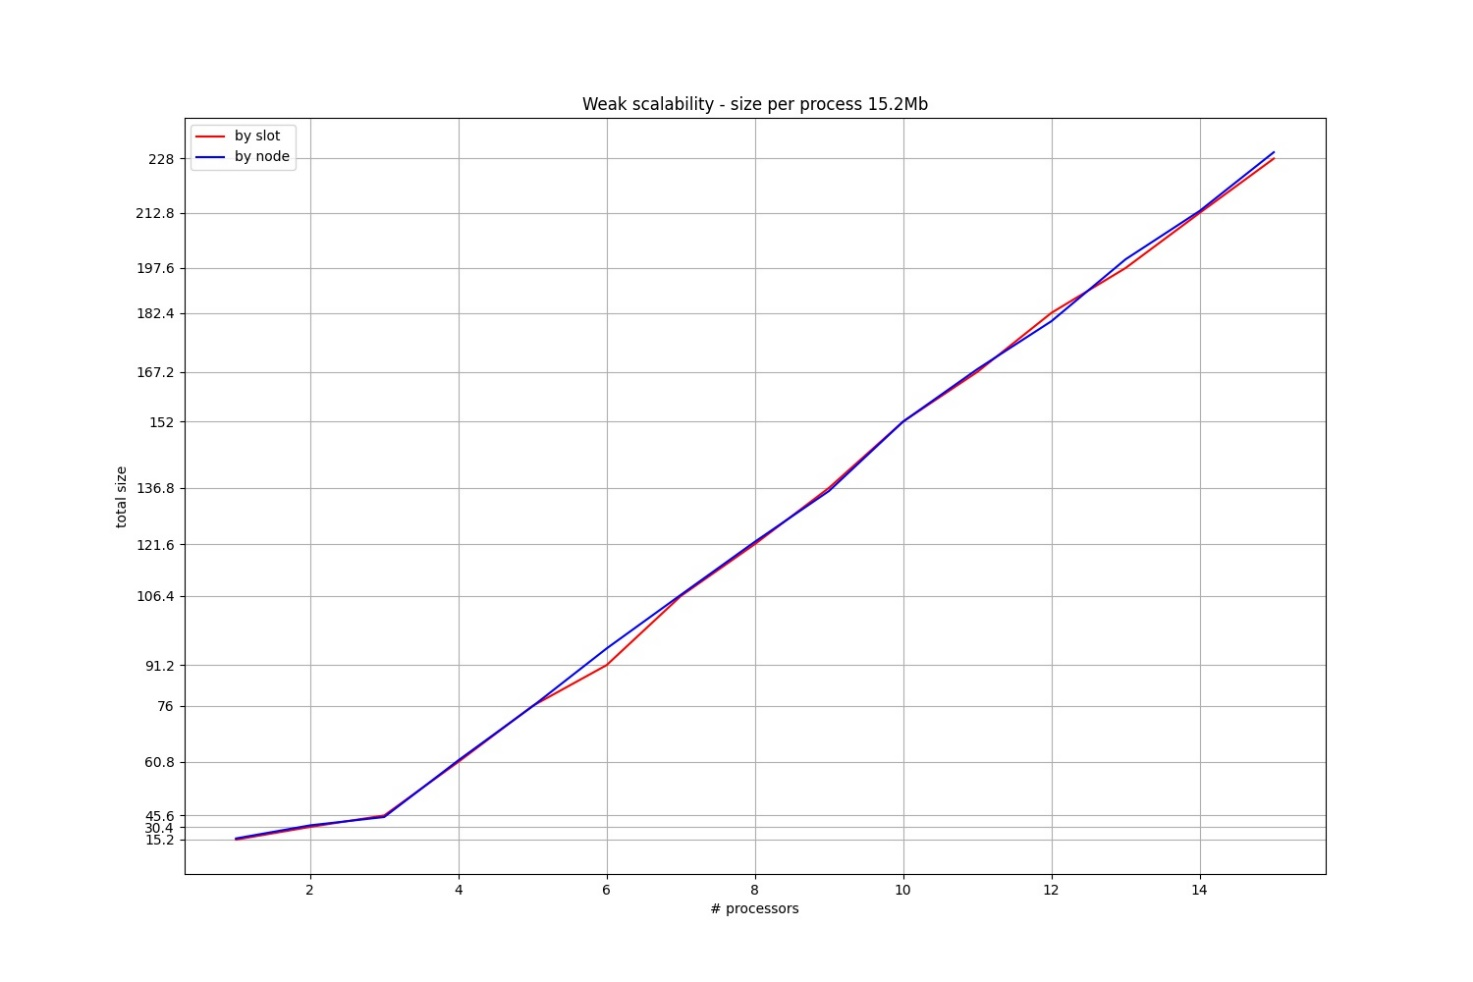 Weak scalability - size per process 15.2Mb
by slot
by node
228
212.8
197.6
182.4
167.2
152
136.8
121.6
106.4
91.2
76
60.8
45.6
30.4
15.2
total size
2 4 6 8 10 12 14
# processors